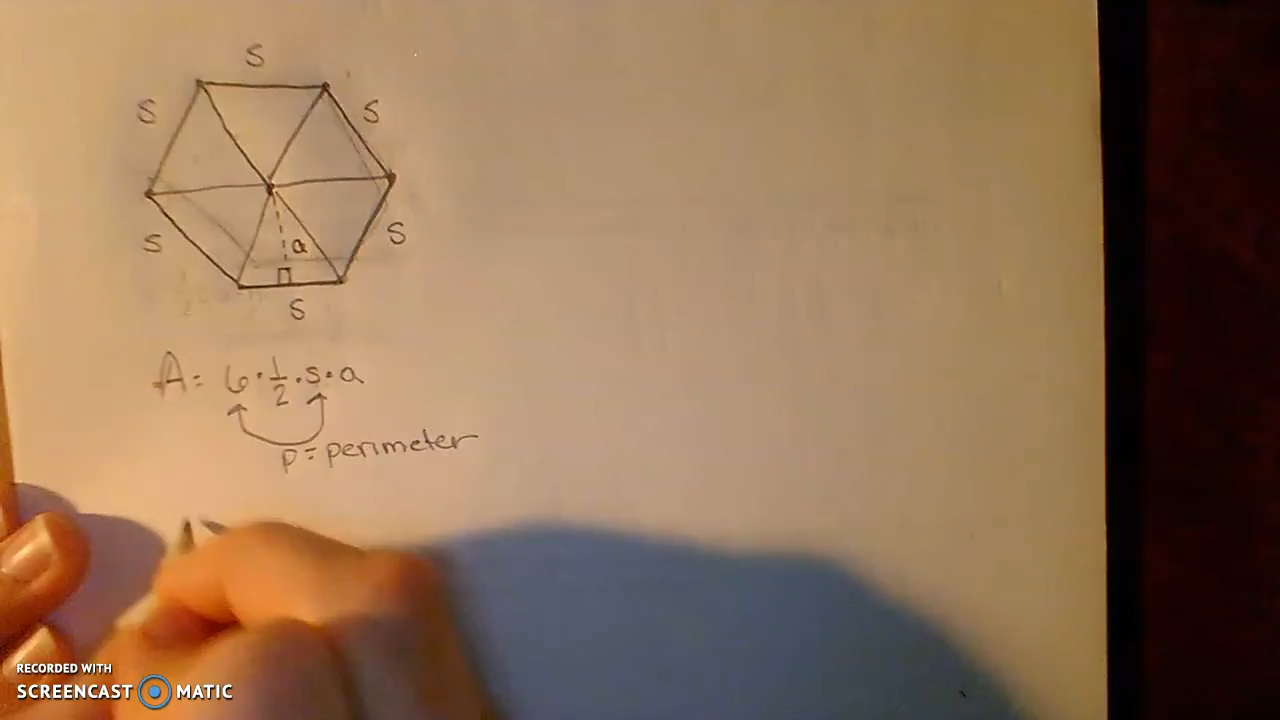 S
S
S
a
S
S
S
A = 6 · 1/2 · s · a
p = perimeter
RECORDED WITH
SCREENCAST MATIC